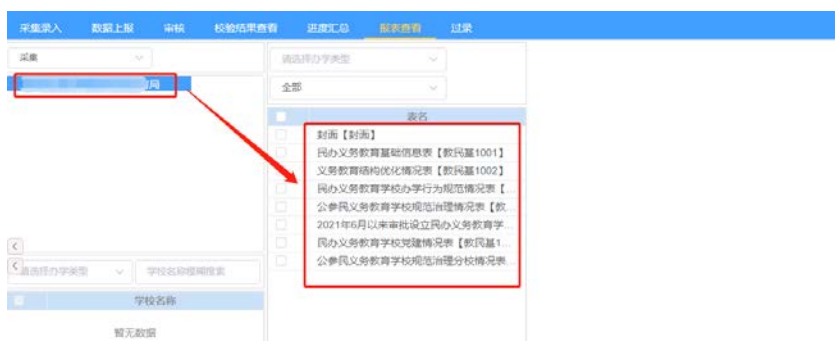 采集录入 数据上报 审核 校验结果查看 进度汇总 报表查看 过录
采集
局
请选择办学类型
学校名称模糊搜索
学校名称
暂无数据
请选择办学类型
全部
表名
封面【封面】
民办义务教育基础信息表【教民基1001】
义务教育结构优化情况表【教民基1002】
民办义务教育学校办学行为规范情况表【...
公参民义务教育学校规范治理情况表【教...
2021年6月以来审批设立民办义务教育学...
民办义务教育学校党建情况表【教民基1...
公参民义务教育学校规范治理分校情况表...